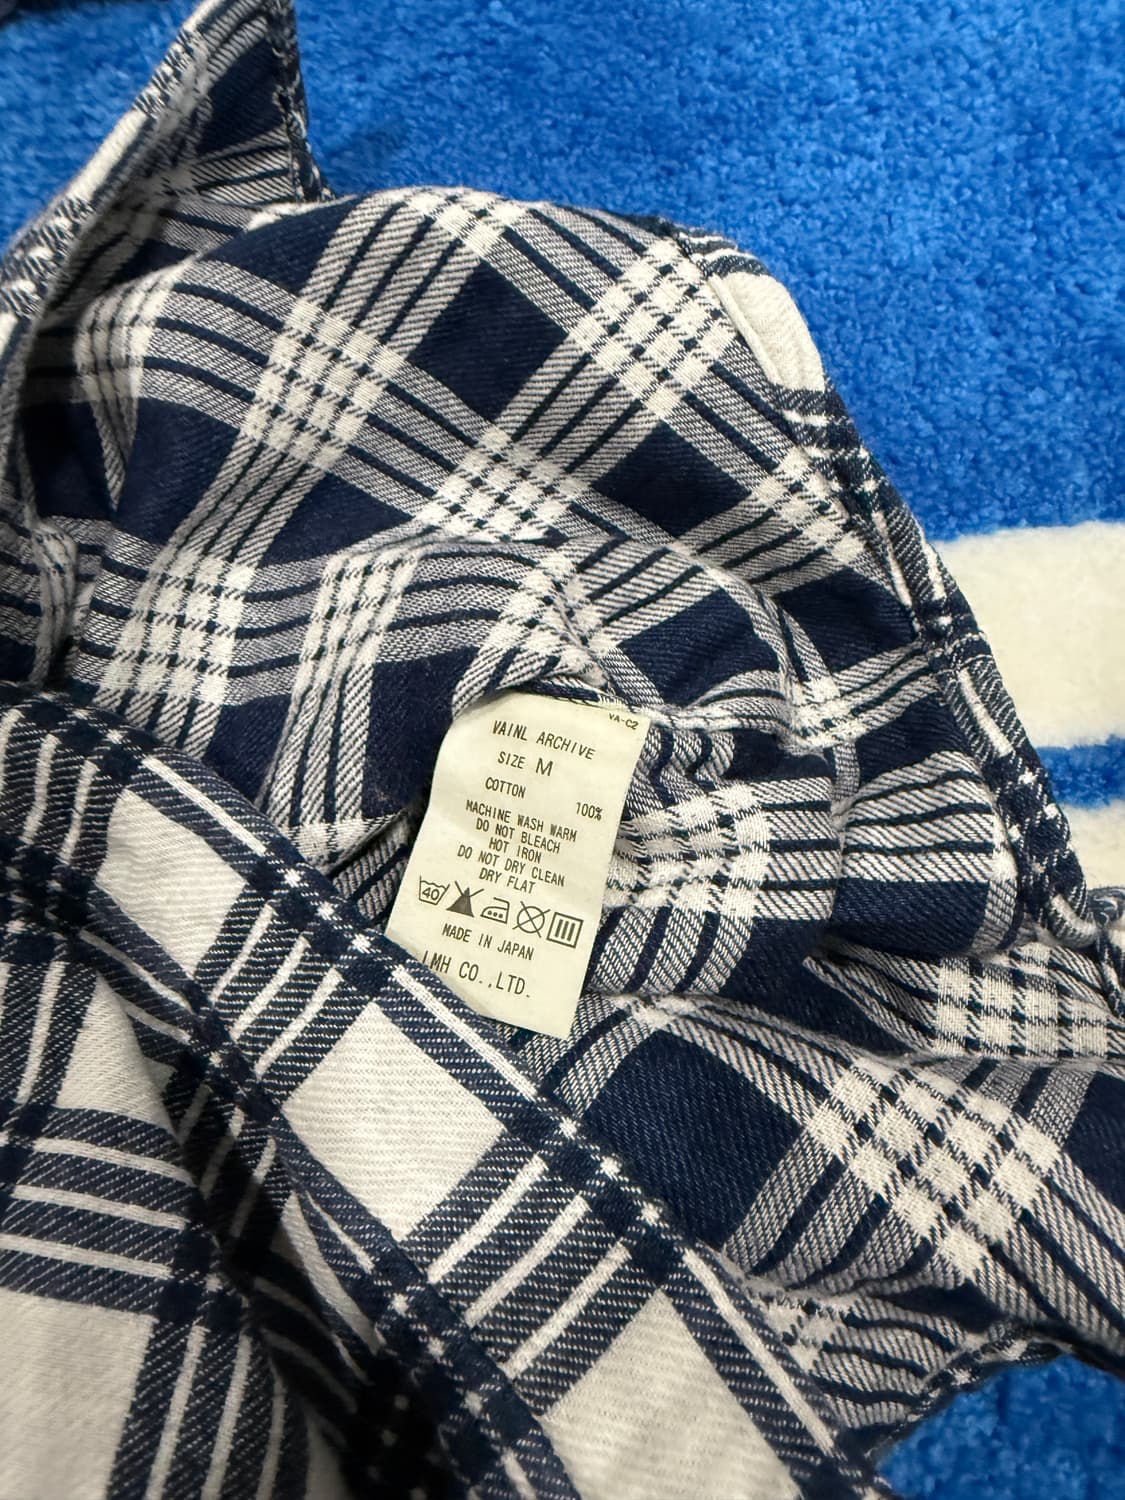 VA-C2
VAINL ARCHIVE
SIZE M
COTTON 100%
MACHINE WASH WARM
DO NOT BLEACH
HOT IRON
DO NOT DRY CLEAN
DRY FLAT
40
MADE IN JAPAN
LMH CO.,LTD.